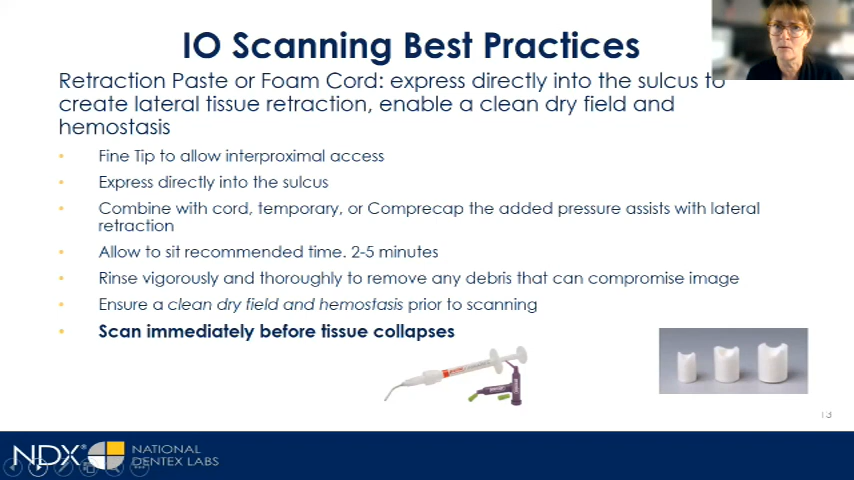 IO Scanning Best Practices
Retraction Paste or Foam Cord: express directly into the sulcus to
create lateral tissue retraction, enable a clean dry field and
hemostasis
• Fine Tip to allow interproximal access
• Express directly into the sulcus
• Combine with cord, temporary, or Comprecap the added pressure assists with lateral
retraction
• Allow to sit recommended time. 2-5 minutes
• Rinse vigorously and thoroughly to remove any debris that can compromise image
• Ensure a clean dry field and hemostasis prior to scanning
• Scan immediately before tissue collapses
13
NDX®
NATIONAL
DENTEX LABS